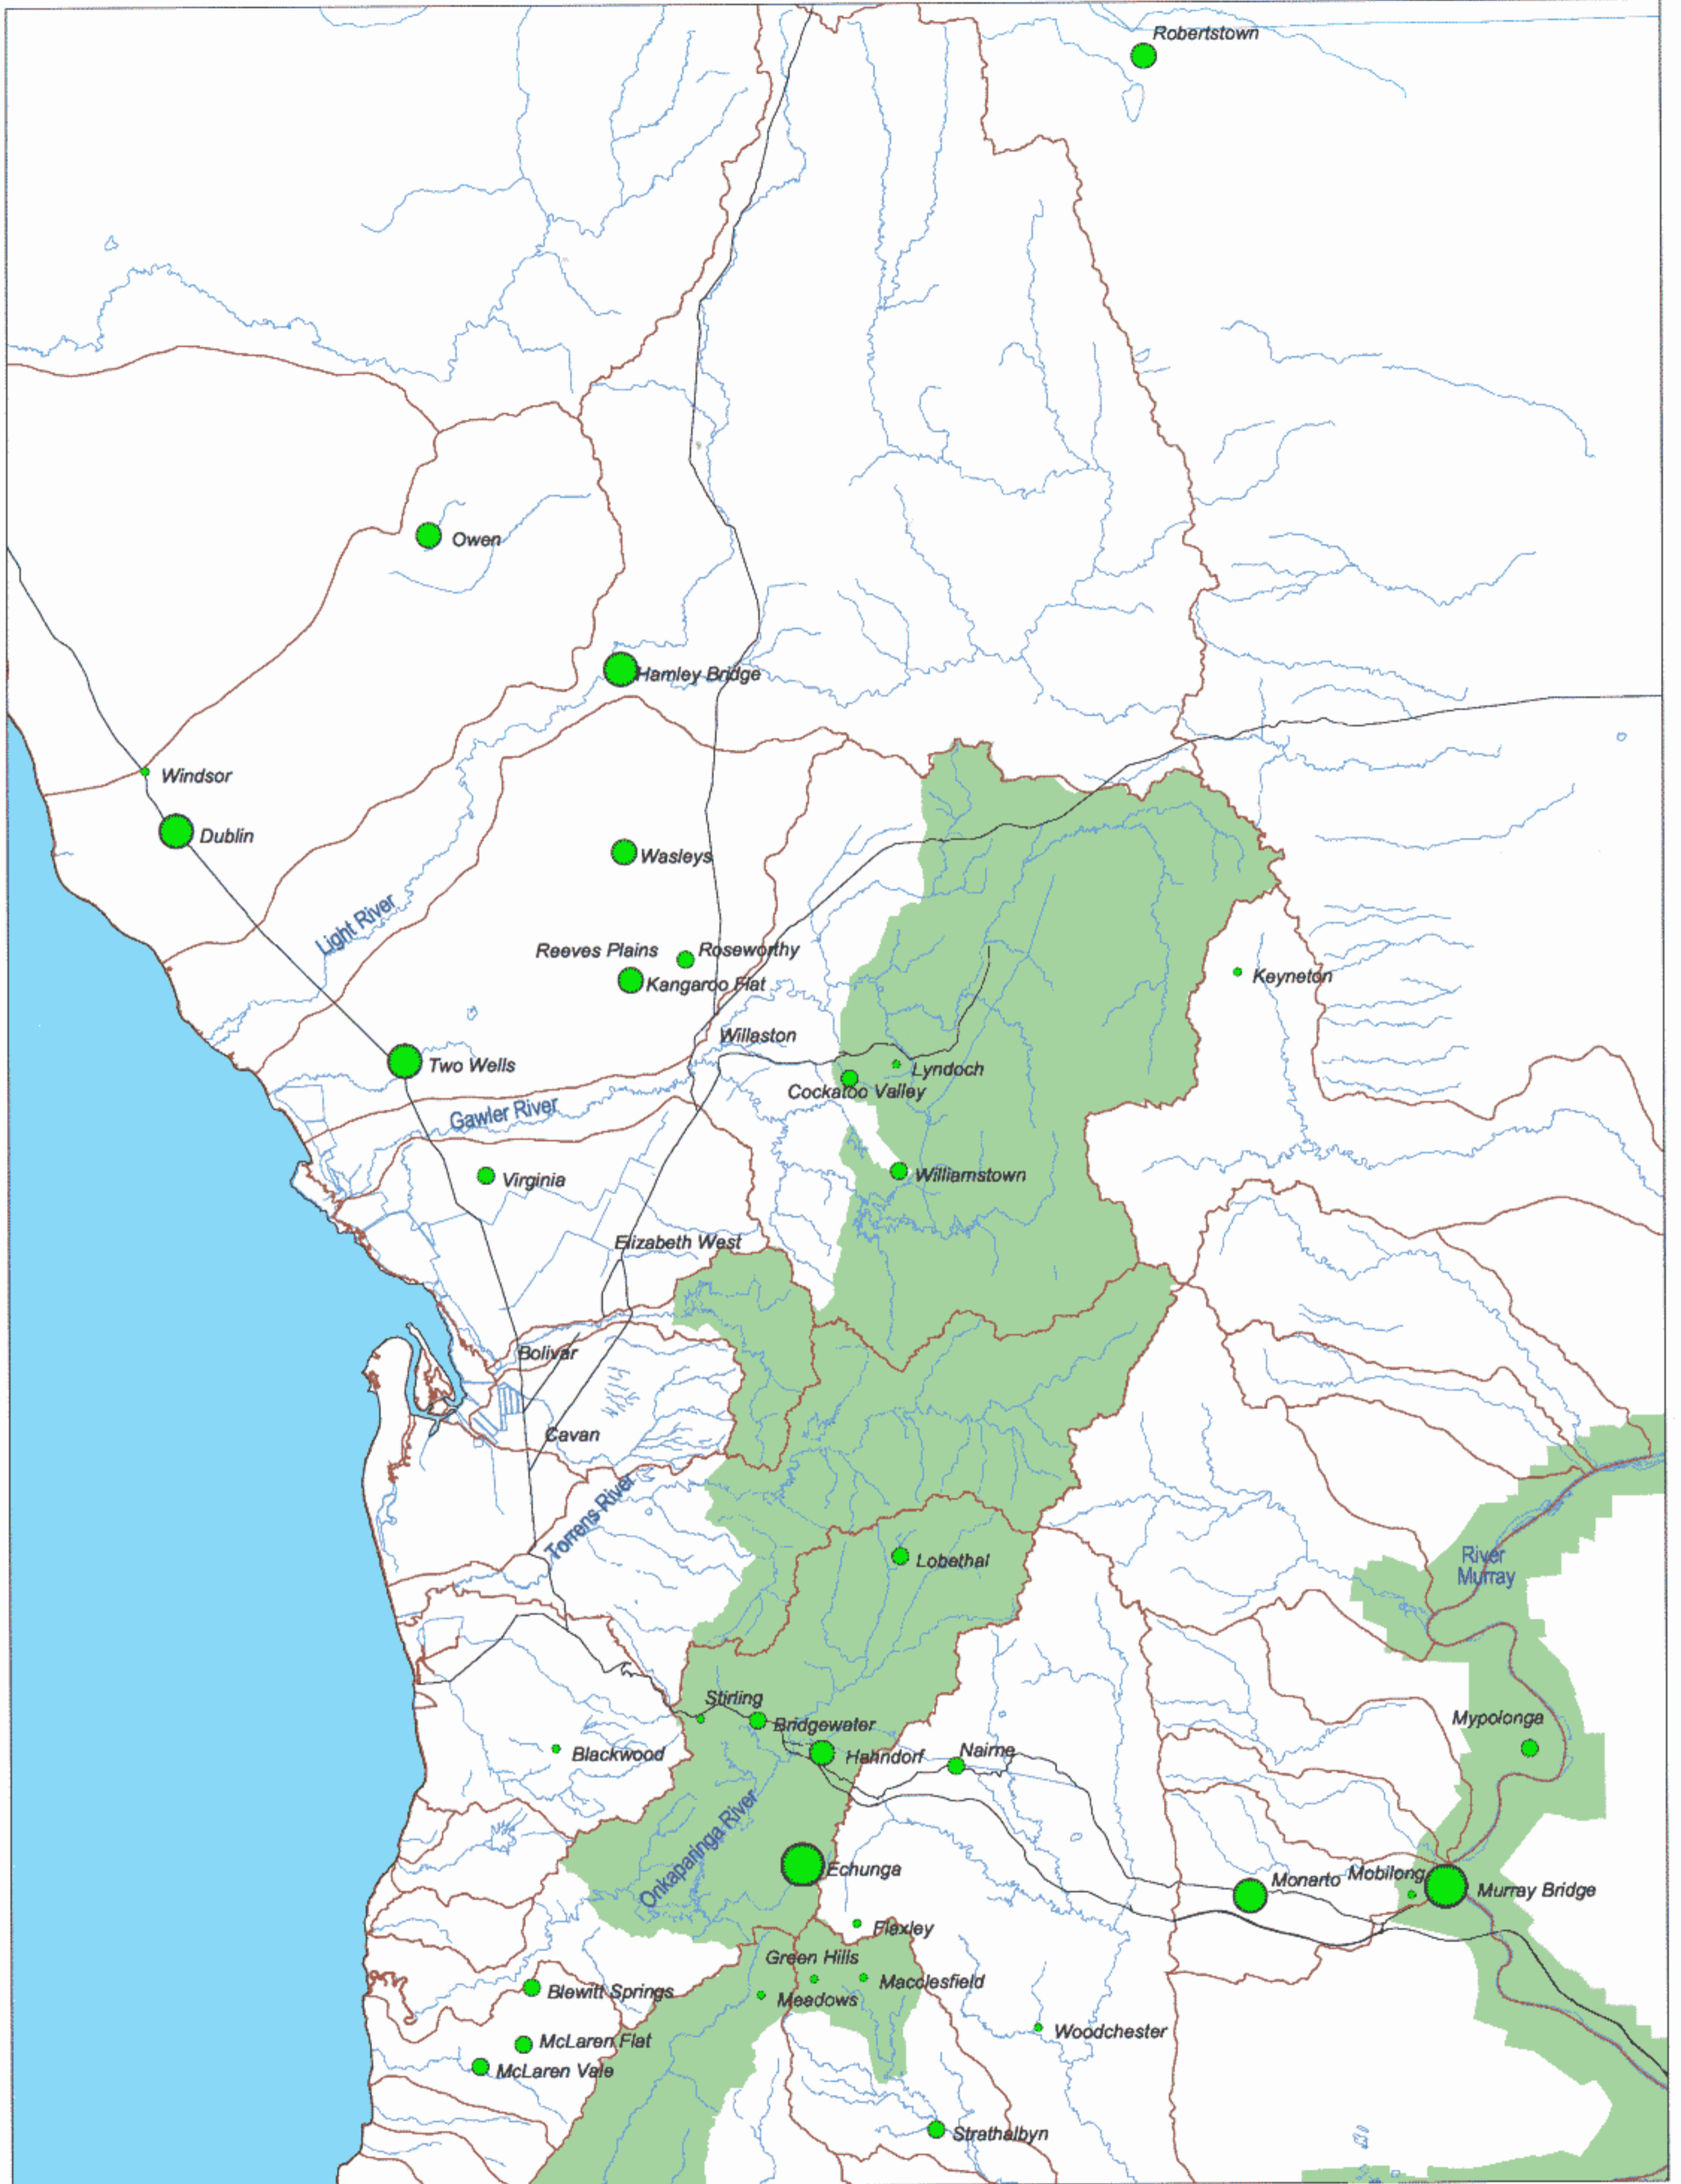 Robertstown
Owen
Hamley Bridge
Windsor
Dublin
Wasleys
Light River
Reeves Plains
Roseworthy
Kangaroo Flat
Keyneton
Willaston
Two Wells
Lyndoch
Cockatoo Valley
Gawler River
Virginia
Williamstown
Elizabeth West
Bolivar
Cavan
Torrens River
Lobethal
River
Murray
Stirling
Bridgewater
Mypolonga
Blackwood
Hahndorf
Nairne
Onkaparinga River
Echunga
Monarto
Mobilong
Murray Bridge
Flaxley
Green Hills
Macclesfield
Blewitt Springs
Meadows
Woodchester
McLaren Flat
McLaren Vale
Strathalbyn